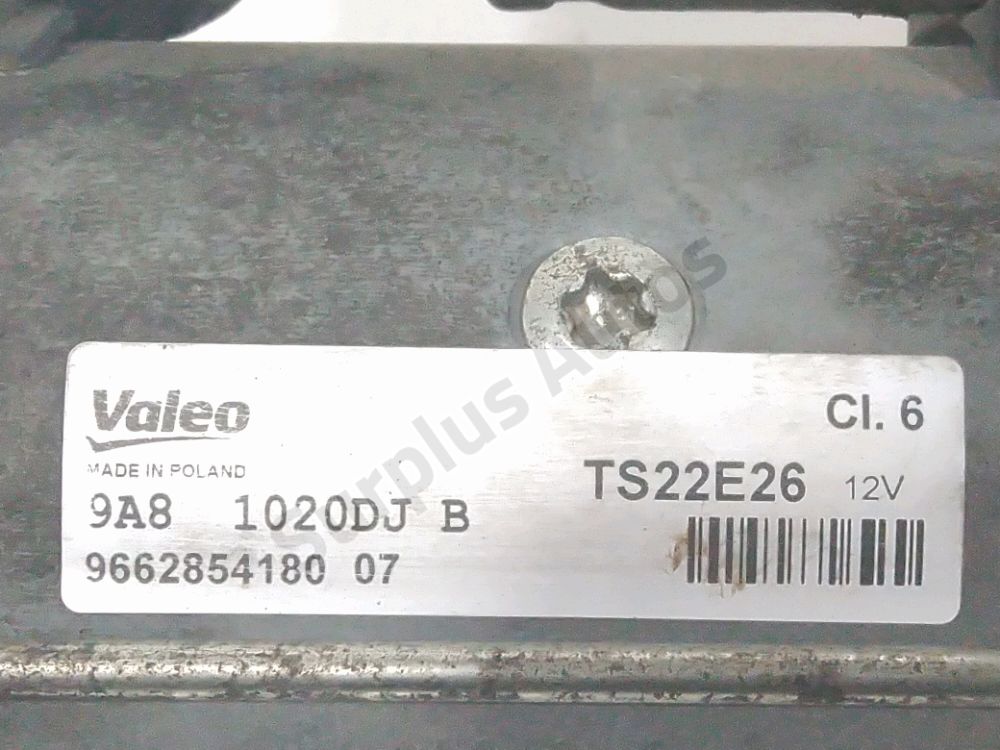 Valeo
MADE IN POLAND
9A8 1020DJ B
9662854180 07
Cl. 6
TS22E26 12V
Surplus Autos